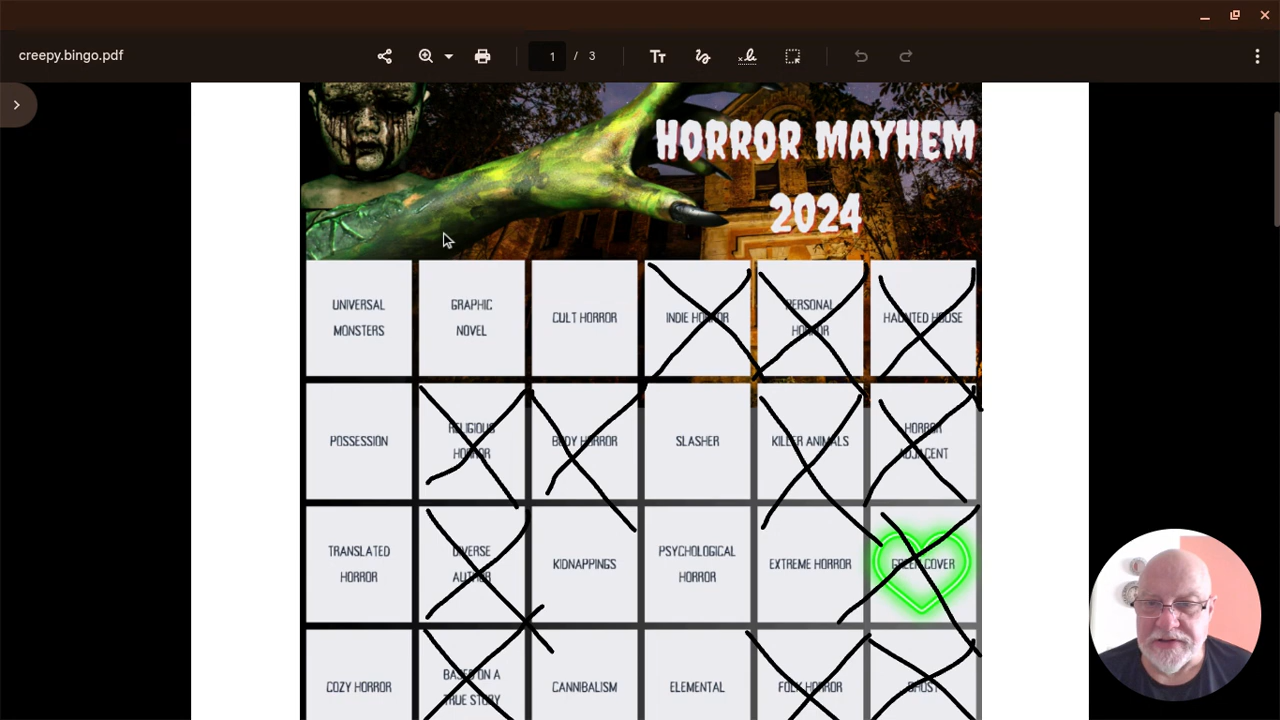 creepy.bingo.pdf
1 / 3
HORROR MAYHEM
2024
UNIVERSAL
MONSTERS
GRAPHIC
NOVEL
CULT HORROR
INDIE HORROR
PERSONAL
HORROR
HAUNTED HOUSE
POSSESSION
RELIGIOUS
HORROR
BODY HORROR
SLASHER
KILLER ANIMALS
HORROR
ADJACENT
TRANSLATED
HORROR
DIVERSE
AUTHOR
KIDNAPPINGS
PSYCHOLOGICAL
HORROR
EXTREME HORROR
GREEN COVER
COZY HORROR
BASED ON A
TRUE STORY
CANNIBALISM
ELEMENTAL
FOLK HORROR
GHOST